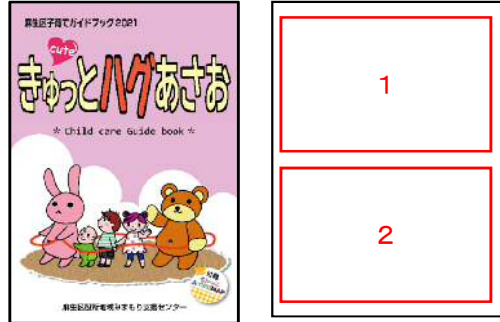 麻生区子育てガイドブック2021
cute!
きゅっとハグあさお
* Child care Guide book *
麻生区役所地域みまもり支援センター
1
2